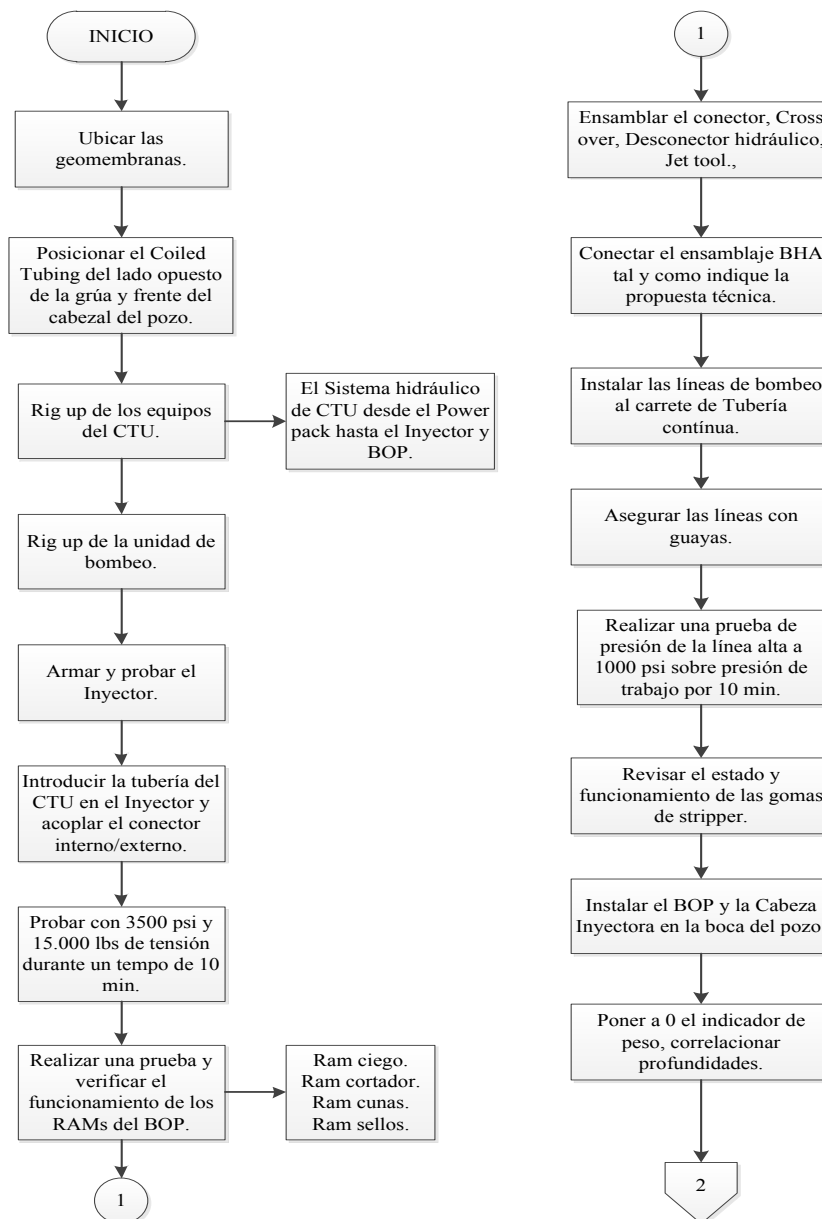 INICIO
Ubicar las
geomembranas.
Posicionar el Coiled
Tubing del lado opuesto
de la grúa y frente del
cabezal del pozo.
Rig up de los equipos
del CTU.
El Sistema hidráulico
de CTU desde el Power
pack hasta el Inyector y
BOP.
Rig up de la unidad de
bombeo.
Armar y probar el
Inyector.
Introducir la tubería del
CTU en el Inyector y
acoplar el conector
interno/externo.
Probar con 3500 psi y
15.000 lbs de tensión
durante un tempo de 10
min.
Realizar una prueba y
verificar el
funcionamiento de los
RAMs del BOP.
Ram ciego.
Ram cortador.
Ram cunas.
Ram sellos.
1
1
Ensamblar el conector, Cross
over, Desconector hidráulico,
Jet tool.,
Conectar el ensamblaje BHA
tal y como indique la
propuesta técnica.
Instalar las líneas de bombeo
al carrete de Tubería
contínua.
Asegurar las líneas con
guayas.
Realizar una prueba de
presión de la línea alta a
1000 psi sobre presión de
trabajo por 10 min.
Revisar el estado y
funcionamiento de las gomas
de stripper.
Instalar el BOP y la Cabeza
Inyectora en la boca del pozo
Poner a 0 el indicador de
peso, correlacionar
profundidades.
2